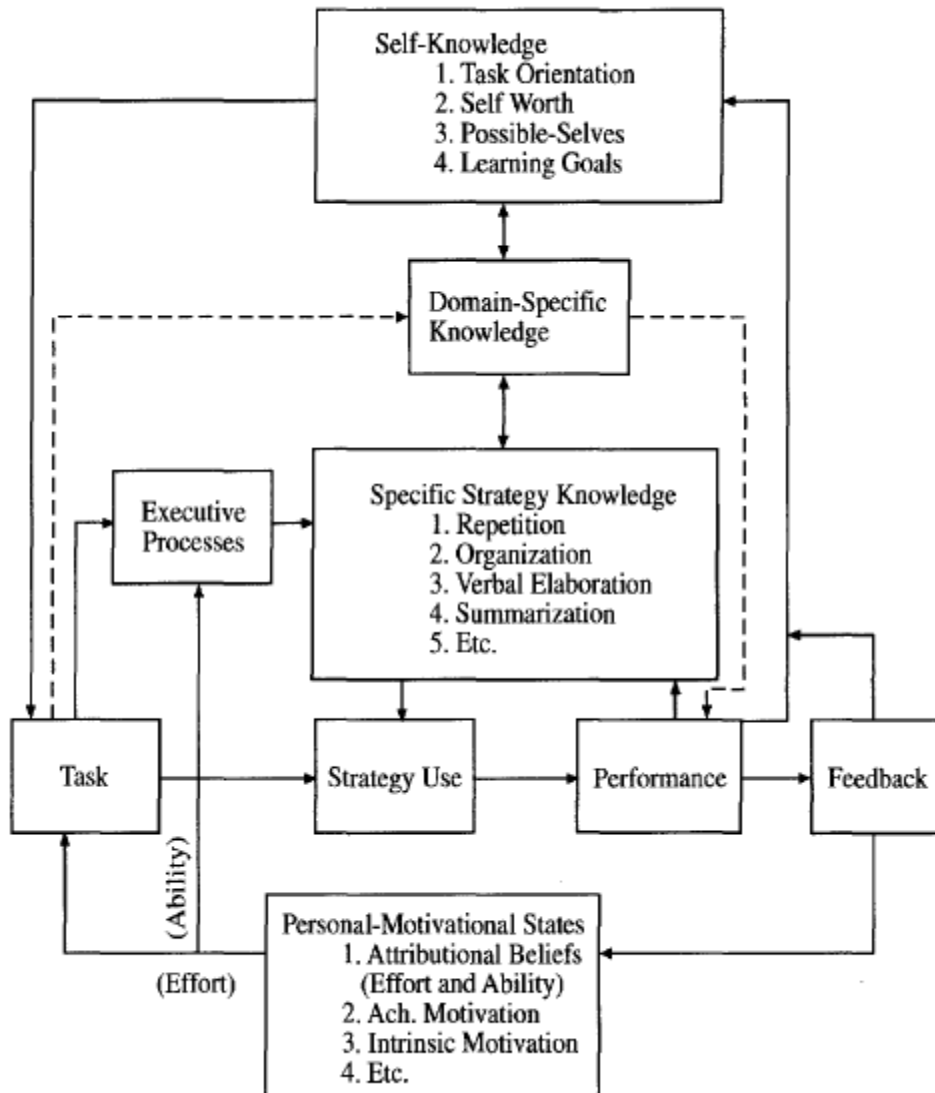 Self-Knowledge
1. Task Orientation
2. Self Worth
3. Possible-Selves
4. Learning Goals
Domain-Specific
Knowledge
Executive
Processes
Specific Strategy Knowledge
1. Repetition
2. Organization
3. Verbal Elaboration
4. Summarization
5. Etc.
Task
Strategy Use
Performance
Feedback
(Ability)
(Effort)
Personal-Motivational States
1. Attributional Beliefs
(Effort and Ability)
2. Ach. Motivation
3. Intrinsic Motivation
4. Etc.